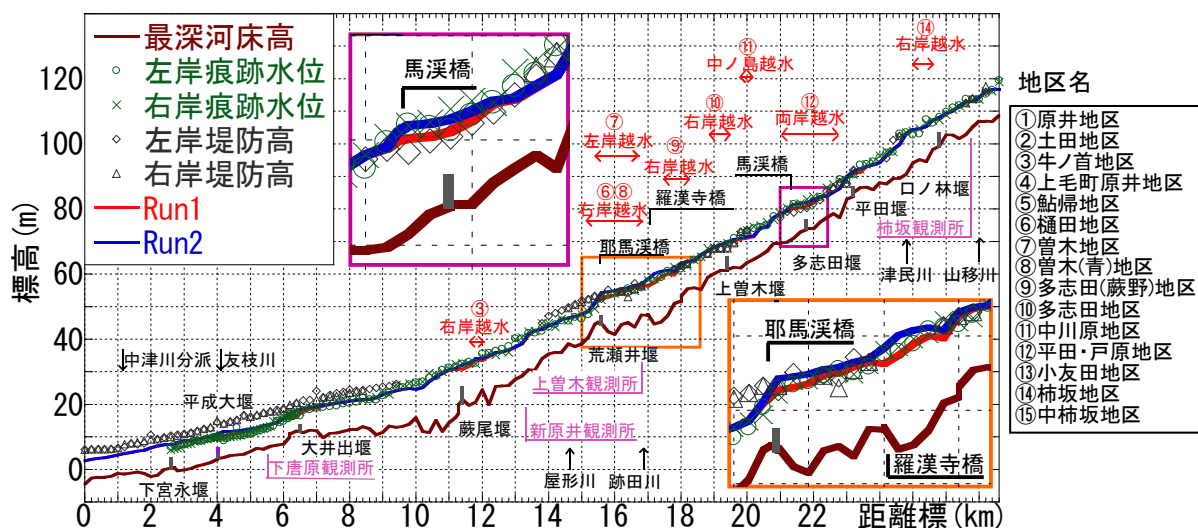 最深河床高
左岸痕跡水位
右岸痕跡水位
左岸堤防高
右岸堤防高
Run1
Run2
標高(m)
120
100
80
60
40
20
0
0 2 4 6 8 10 12 14 16 18 20 22 距離標(km)
馬渓橋
⑦
左岸越水
⑨
右岸越水
⑥⑧
右岸越水
羅漢寺橋
耶馬渓橋
⑪
中ノ島越水
⑩
右岸越水
⑫
両岸越水
馬渓橋
⑭
右岸越水
口ノ林堰
平田堰
柿坂観測所
多志田堰
津民川
山移川
上曽木堰
③
右岸越水
荒瀬井堰
上曽木観測所
蕨尾堰
新原井観測所
屋形川
跡田川
中津川分派
友枝川
平成大堰
大井出堰
下唐原観測所
下宮永堰
耶馬渓橋
羅漢寺橋
地区名
①原井地区
②土田地区
③牛ノ首地区
④上毛町原井地区
⑤鮎帰地区
⑥樋田地区
⑦曽木地区
⑧曽木(青)地区
⑨多志田(蕨野)地区
⑩多志田地区
⑪中川原地区
⑫平田・戸原地区
⑬小友田地区
⑭柿坂地区
⑮中柿坂地区